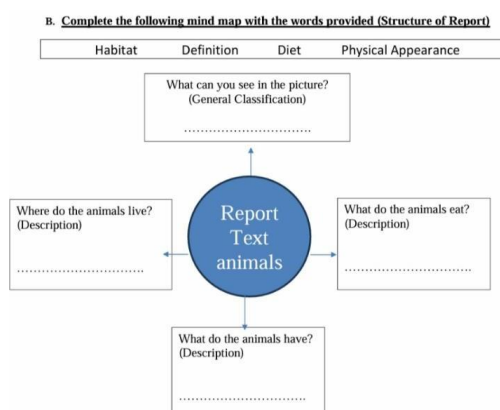 B. Complete the following mind map with the words provided (Structure of Report)
Habitat Definition Diet Physical Appearance
What can you see in the picture?
(General Classification)
..............................
Where do the animals live?
(Description)
..............................
Report
Text
animals
What do the animals eat?
(Description)
..............................
What do the animals have?
(Description)
..............................